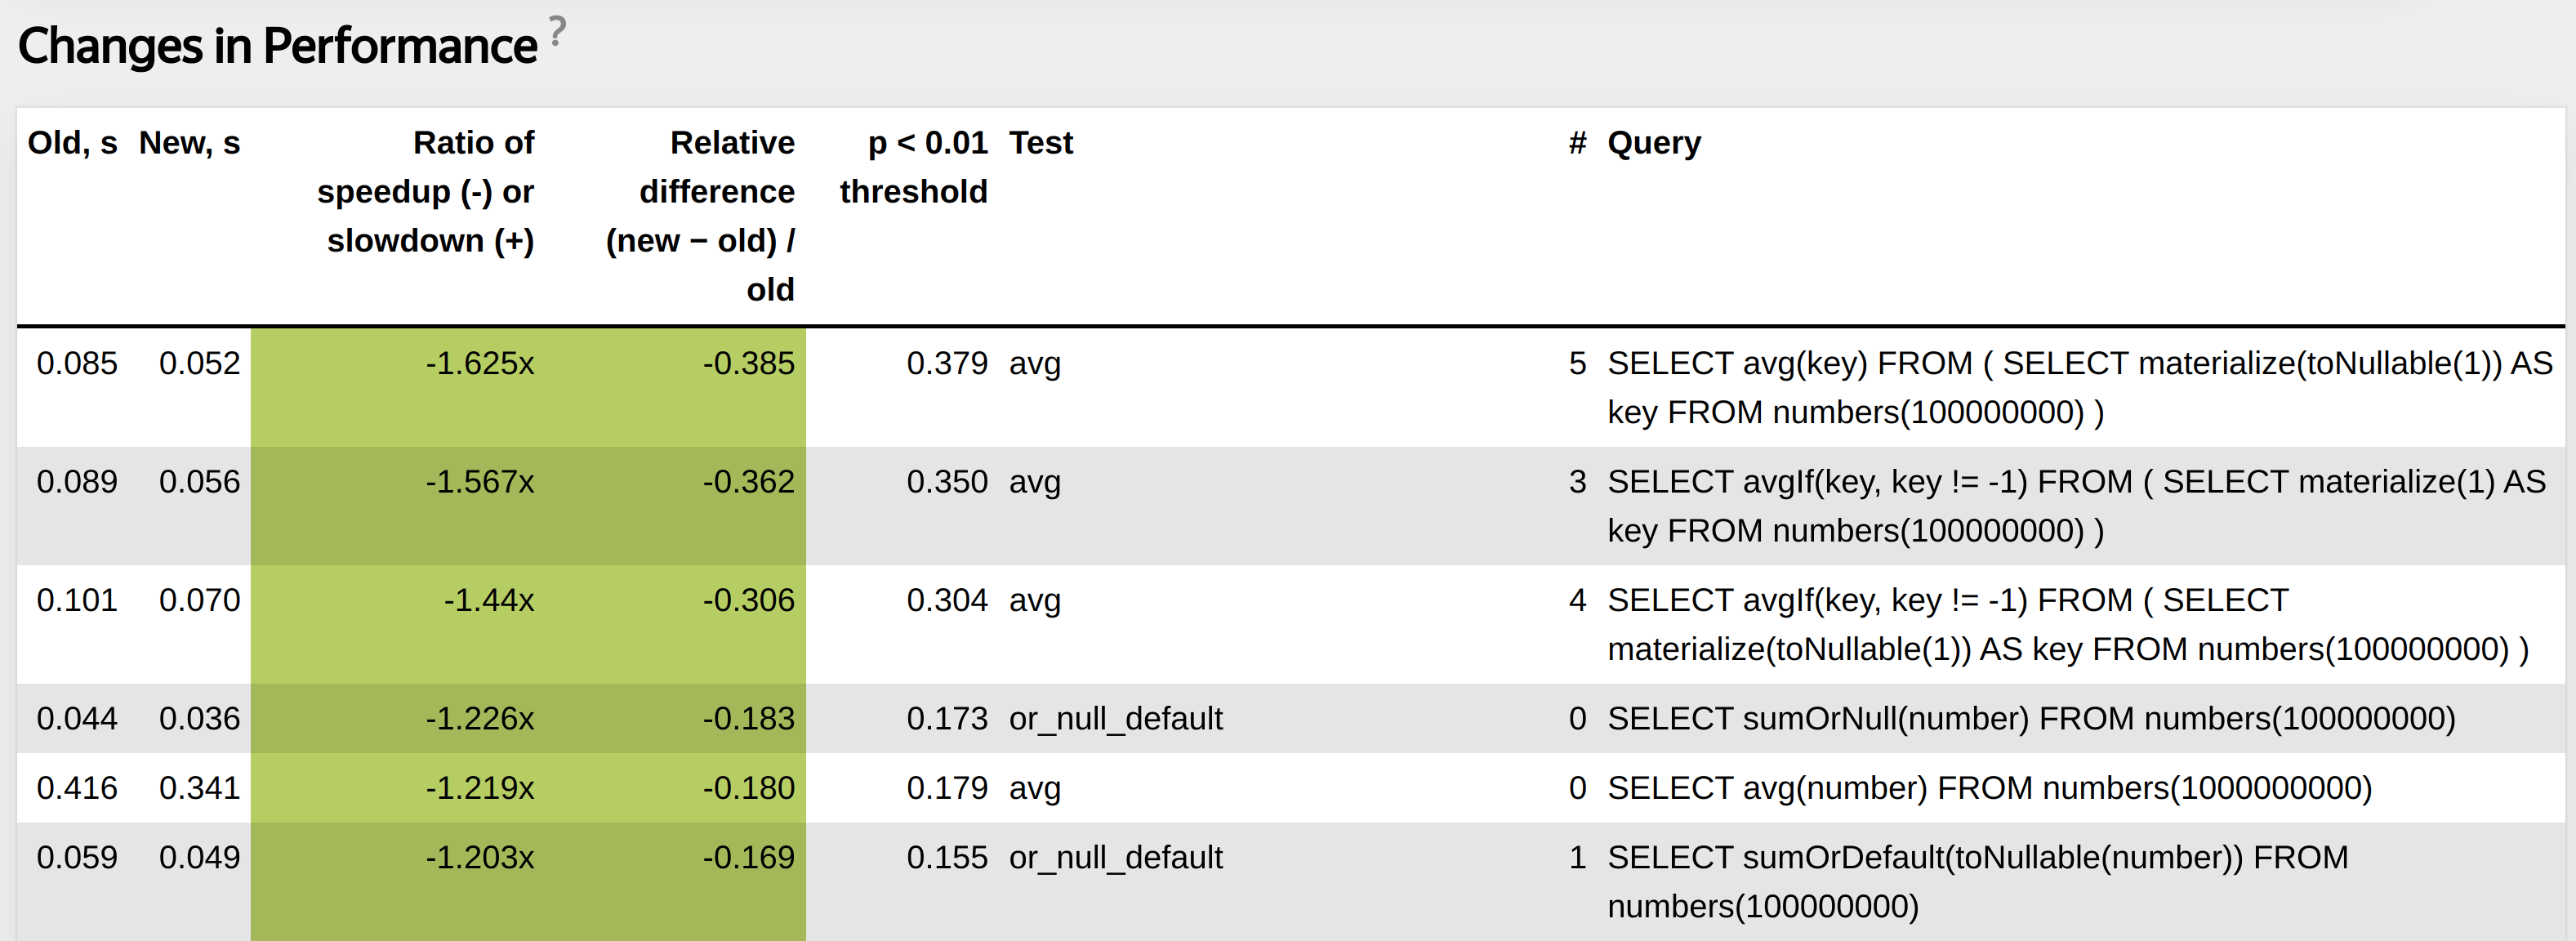 Changes in Performance ?
Old, s New, s Ratio of speedup (-) or slowdown (+) Relative difference (new − old) / old p < 0.01 threshold Test # Query
0.085 0.052 -1.625x -0.385 0.379 avg 5 SELECT avg(key) FROM ( SELECT materialize(toNullable(1)) AS
key FROM numbers(100000000) )
0.089 0.056 -1.567x -0.362 0.350 avg 3 SELECT avgIf(key, key != -1) FROM ( SELECT materialize(1) AS
key FROM numbers(100000000) )
0.101 0.070 -1.44x -0.306 0.304 avg 4 SELECT avgIf(key, key != -1) FROM ( SELECT
materialize(toNullable(1)) AS key FROM numbers(100000000) )
0.044 0.036 -1.226x -0.183 0.173 or_null_default 0 SELECT sumOrNull(number) FROM numbers(100000000)
0.416 0.341 -1.219x -0.180 0.179 avg 0 SELECT avg(number) FROM numbers(1000000000)
0.059 0.049 -1.203x -0.169 0.155 or_null_default 1 SELECT sumOrDefault(toNullable(number)) FROM
numbers(100000000)